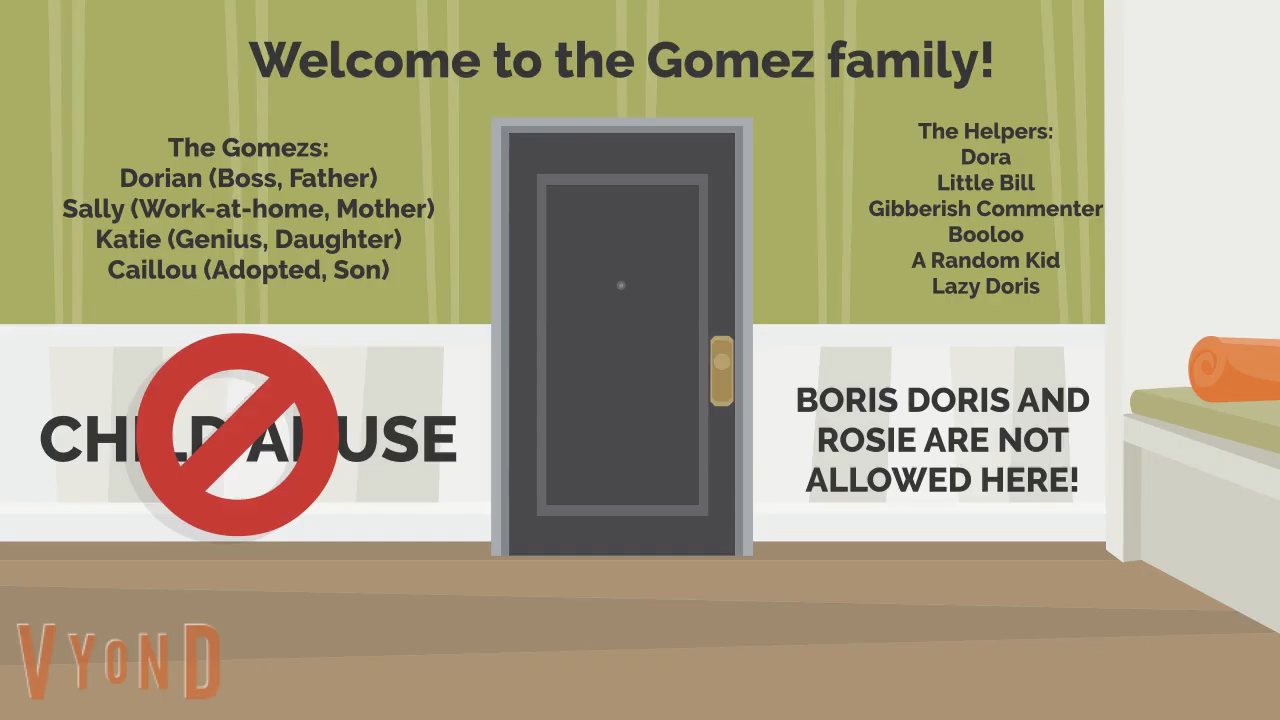 Welcome to the Gomez family!
The Gomezs:
Dorian (Boss, Father)
Sally (Work-at-home, Mother)
Katie (Genius, Daughter)
Caillou (Adopted, Son)
The Helpers:
Dora
Little Bill
Gibberish Commenter
Booloo
A Random Kid
Lazy Doris
CHILD ABUSE
BORIS DORIS AND
ROSIE ARE NOT
ALLOWED HERE!
VYOND